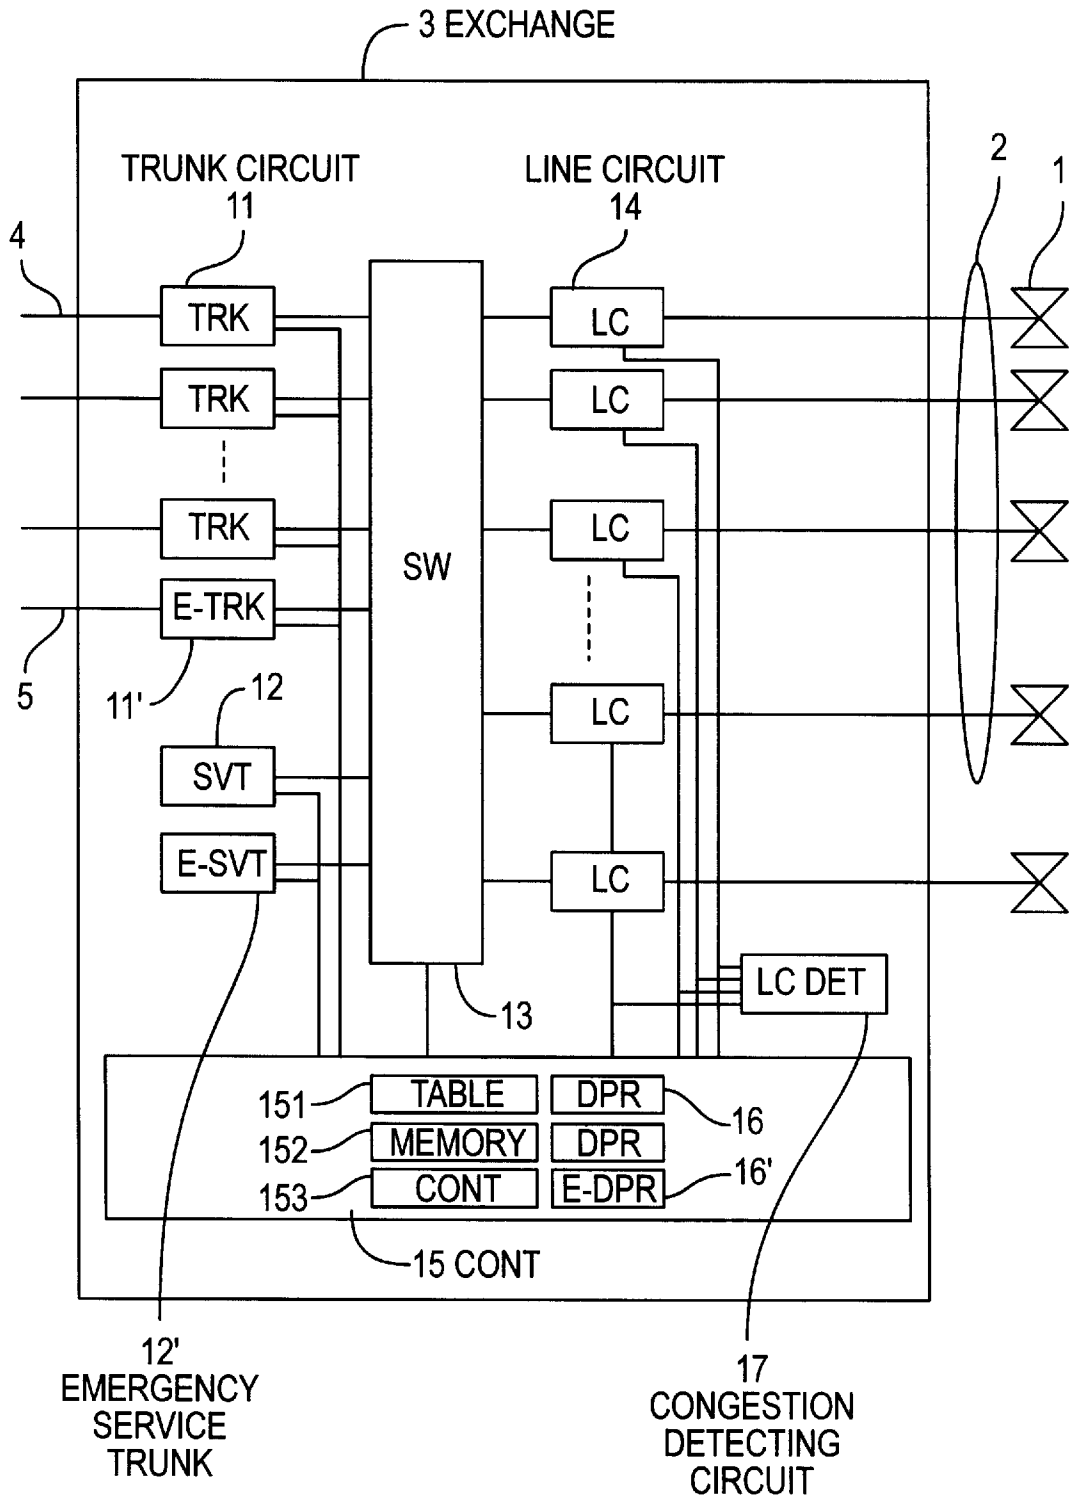 3 EXCHANGE
TRUNK CIRCUIT
11
LINE CIRCUIT
14
2
1
4
TRK
LC
TRK
LC
TRK
LC
SW
E-TRK
5
11'
12
LC
SVT
E-SVT
LC
LC DET
13
151
TABLE
DPR
16
152
MEMORY
DPR
153
CONT
E-DPR
16'
15 CONT
12'
EMERGENCY
SERVICE
TRUNK
17
CONGESTION
DETECTING
CIRCUIT